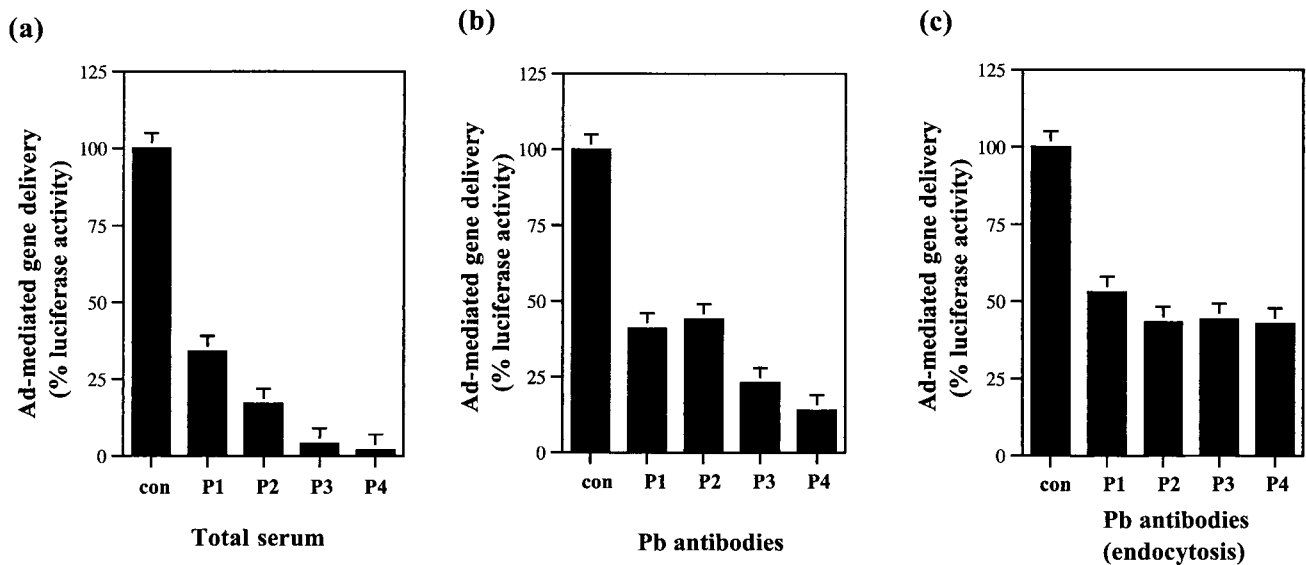 (a)
Ad-mediated gene delivery
(% luciferase activity)
125
100
75
50
25
0
con P1 P2 P3 P4
Total serum
(b)
Ad-mediated gene delivery
(% luciferase activity)
125
100
75
50
25
0
con P1 P2 P3 P4
Pb antibodies
(c)
Ad-mediated gene delivery
(% luciferase activity)
125
100
75
50
25
0
con P1 P2 P3 P4
Pb antibodies
(endocytosis)